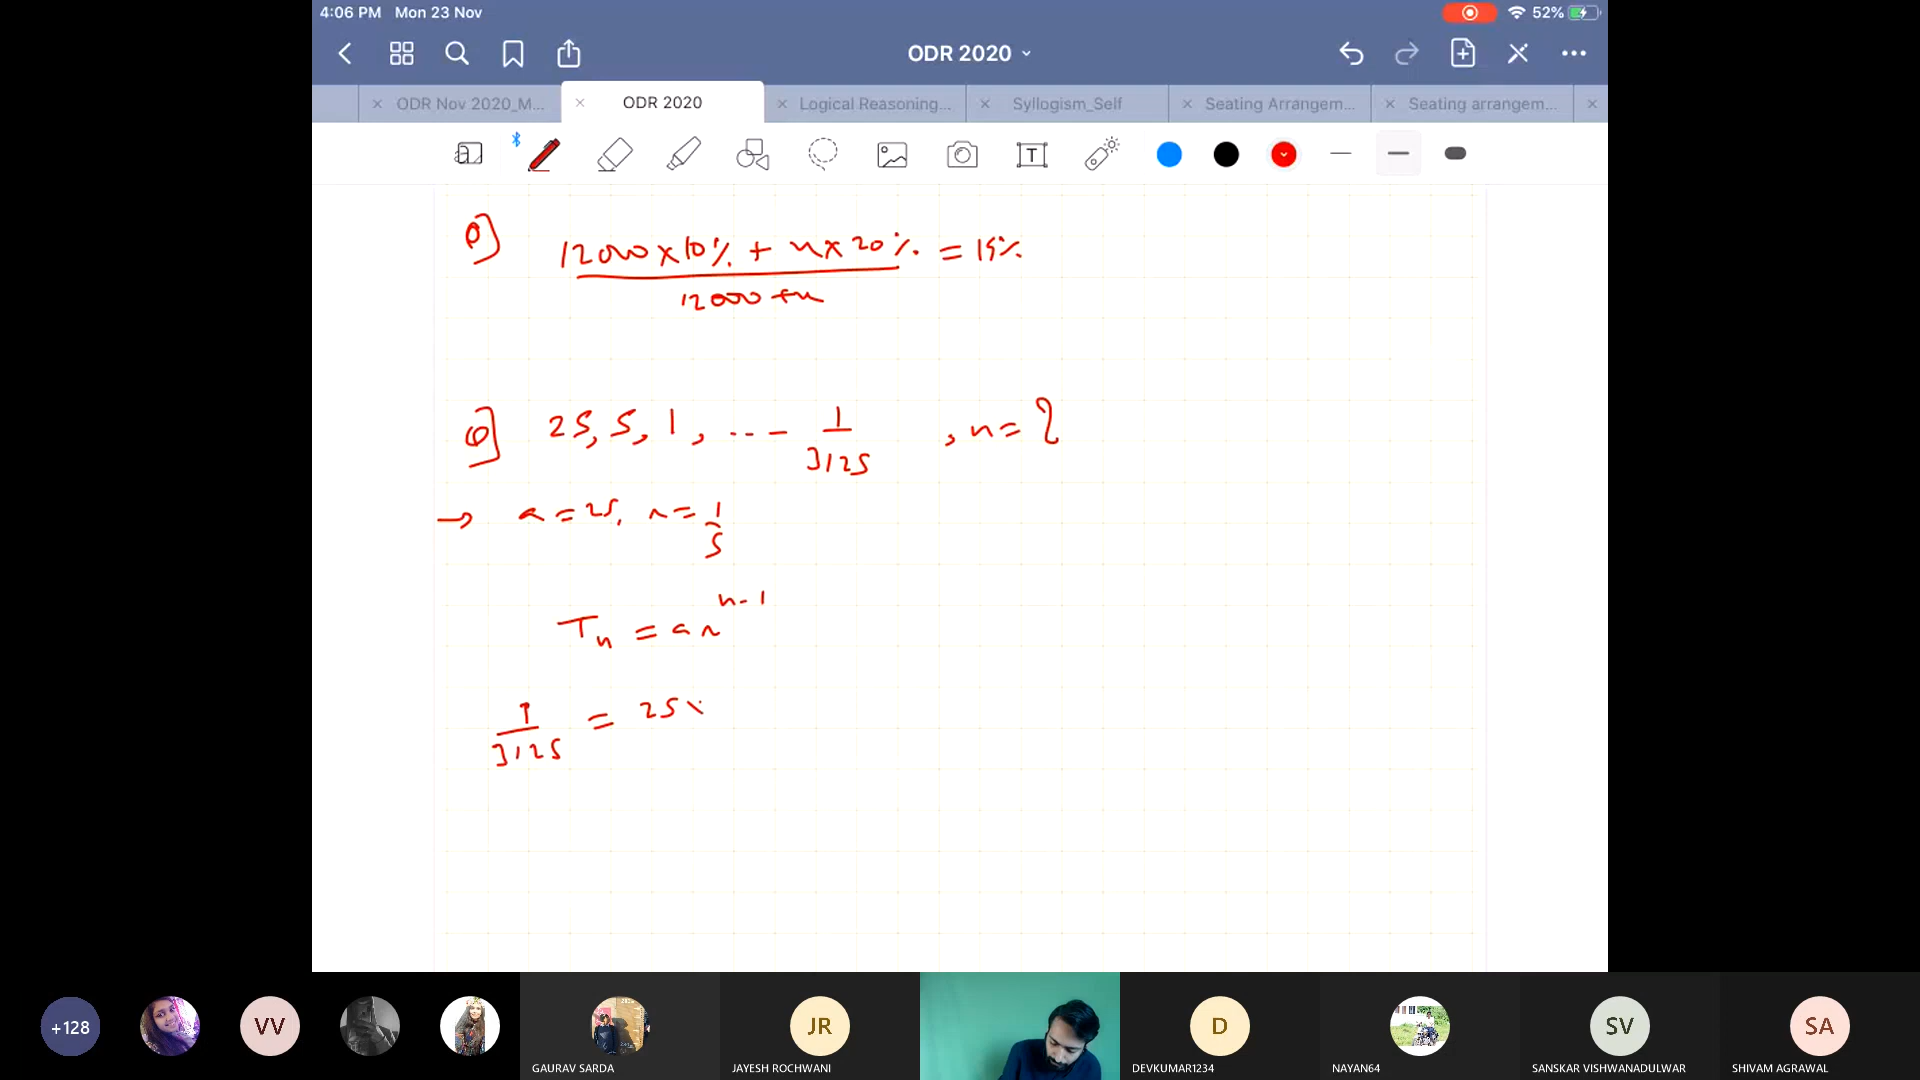 4:06 PM Mon 23 Nov
52%
ODR 2020
ODR Nov 2020_M...
ODR 2020
Logical Reasoning...
Syllogism_Self
Seating Arrangem...
Seating arrangem...
a
T
Q] 12000 x 10% + x x 20% = 15%
12000 + x
Q] 25, 5, 1, ... - 1/3125 , n = ?
→ a = 25, r = 1/5
Tn = ar^n-1
1/3125 = 25x
+128
VV
JR
D
SV
SA
GAURAV SARDA
JAYESH ROCHWANI
DEVKUMAR1234
NAYAN64
SANSKAR VISHWANADULWAR
SHIVAM AGRAWAL